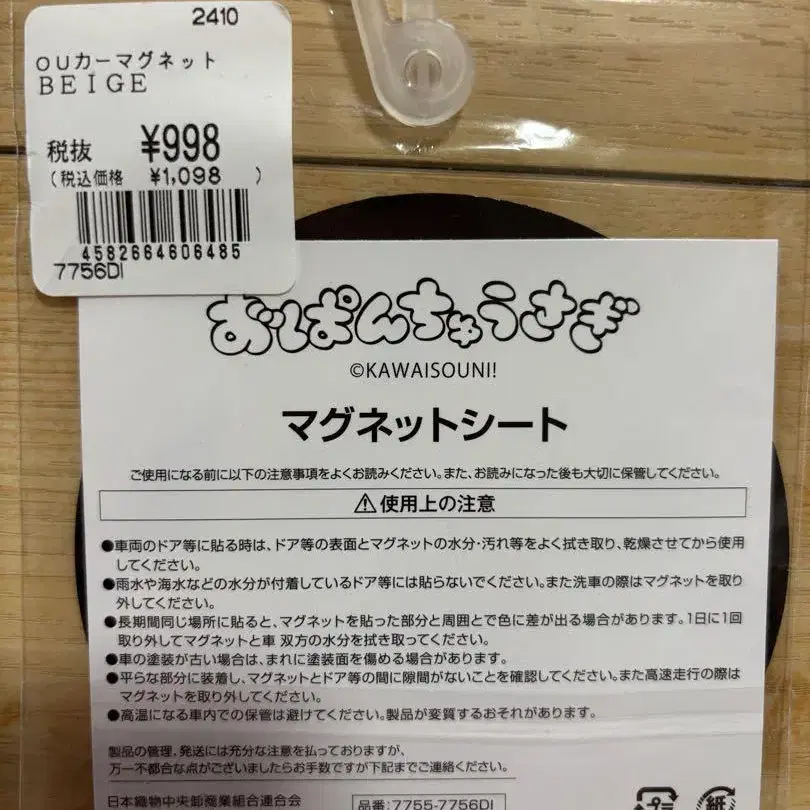 2410
OUカーマグネット
BEIGE
税抜 ¥998
(税込価格 ¥1,098 )
4582664606485
7756DI
おぱんちゅうさぎ
©KAWAISOUNI!
マグネットシート
ご使用になる前に以下の注意事項をよくお読みください。また、お読みになった後も大切に保管してください。
⚠使用上の注意
●車両のドア等に貼る時は、ドア等の表面とマグネットの水分・汚れ等をよく拭き取り、乾燥させてから使用
してください。
●雨水や海水などの水分が付着しているドア等には貼らないでください。また洗車の際はマグネットを取り
外してください。
●長期間同じ場所に貼ると、マグネットを貼った部分と周囲とで色に差が出る場合があります。1日に1回
取り外してマグネットと車 双方の水分を拭き取ってください。
●車の塗装が古い場合は、まれに塗装面を傷める場合があります。
●平らな部分に装着し、マグネットとドア等の間に隙間がないことを確認してください。また高速走行の際は
マグネットを取り外してください。
●高温になる車内での保管は避けてください。製品が変質するおそれがあります。
製品の管理、発送には充分な注意を払っておりますが、
万一不都合な点がございましたらお手数ですが下記までご連絡ください。
日本織物中央卸商業組合連合会
品番:7755-7756DI
プラ
紙